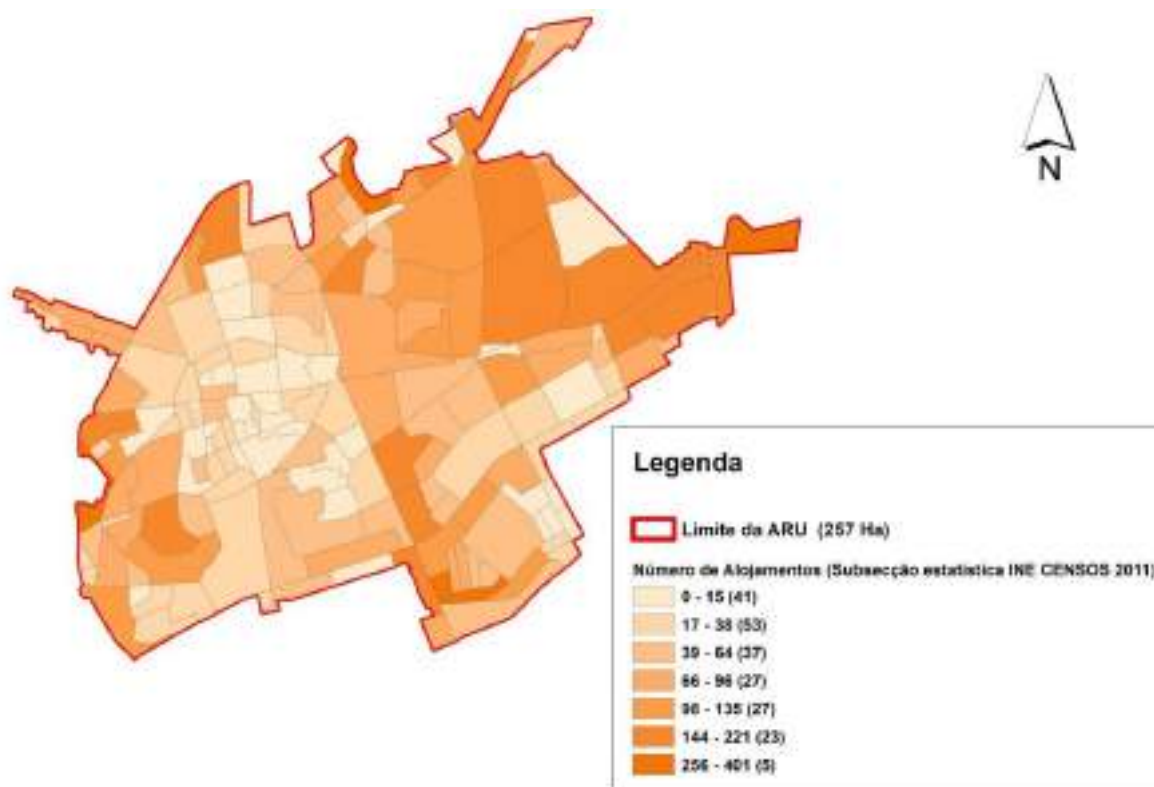 N
Legenda
Limite da ARU (257 Ha)
Número de Alojamentos (Subsecção estatística INE CENSOS 2011)
0 - 15 (41)
17 - 38 (53)
39 - 64 (37)
66 - 96 (27)
98 - 135 (27)
144 - 221 (23)
256 - 401 (5)